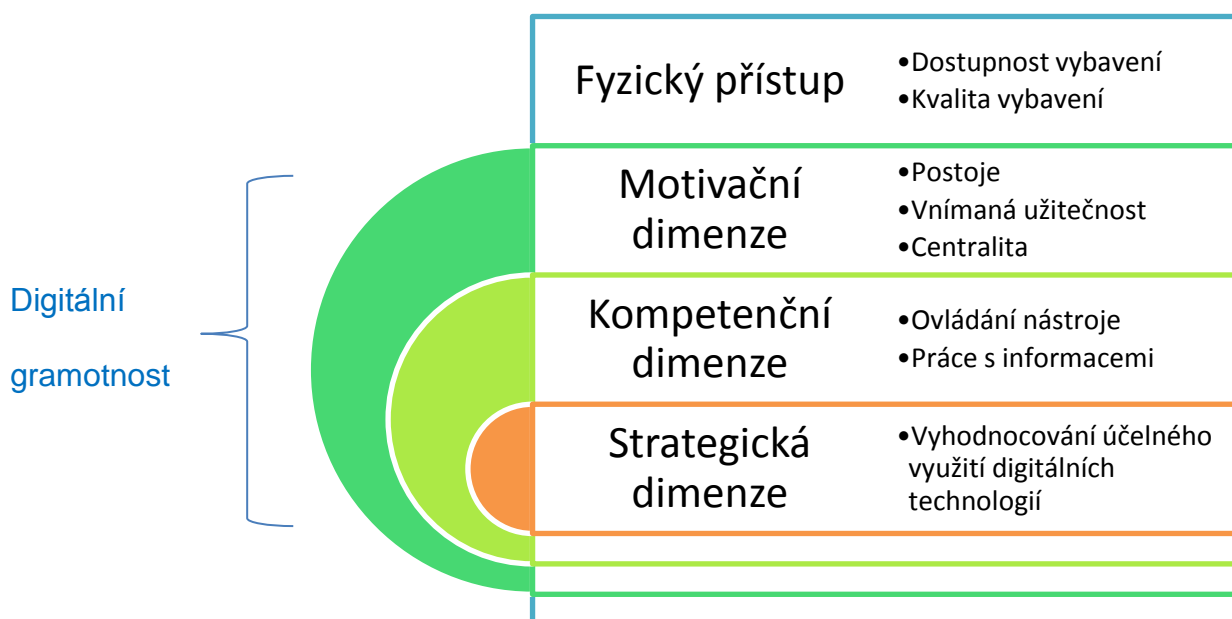 Fyzický přístup
•Dostupnost vybavení
•Kvalita vybavení
Motivační
dimenze
•Postoje
•Vnímaná užitečnost
•Centralita
Digitální
gramotnost
Kompetenční
dimenze
•Ovládání nástroje
•Práce s informacemi
Strategická
dimenze
•Vyhodnocování účelného
využití digitálních
technologií